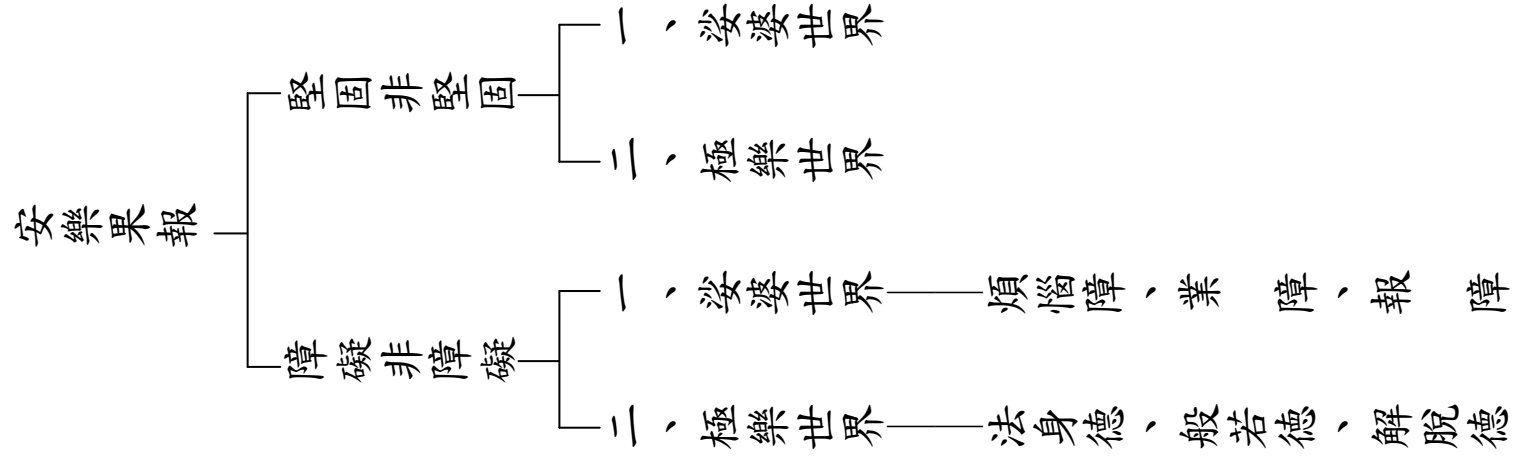 安樂果報
堅固非堅固
一、娑婆世界
二、極樂世界
障礙非障礙
一、娑婆世界——煩惱障、業　障、報　障
二、極樂世界——法身德、般若德、解脫德